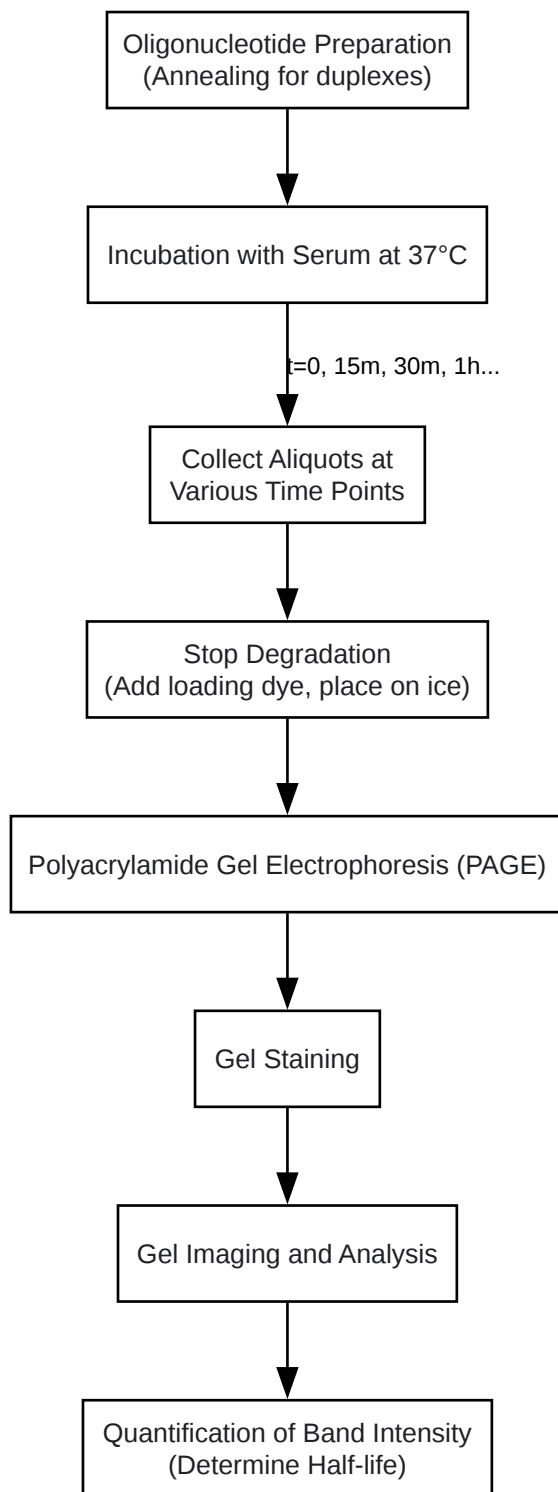 Oligonucleotide Preparation
(Annealing for duplexes)
Incubation with Serum at 37°C
t=0, 15m, 30m, 1h...
Collect Aliquots at
Various Time Points
Stop Degradation
(Add loading dye, place on ice)
Polyacrylamide Gel Electrophoresis (PAGE)
Gel Staining
Gel Imaging and Analysis
Quantification of Band Intensity
(Determine Half-life)